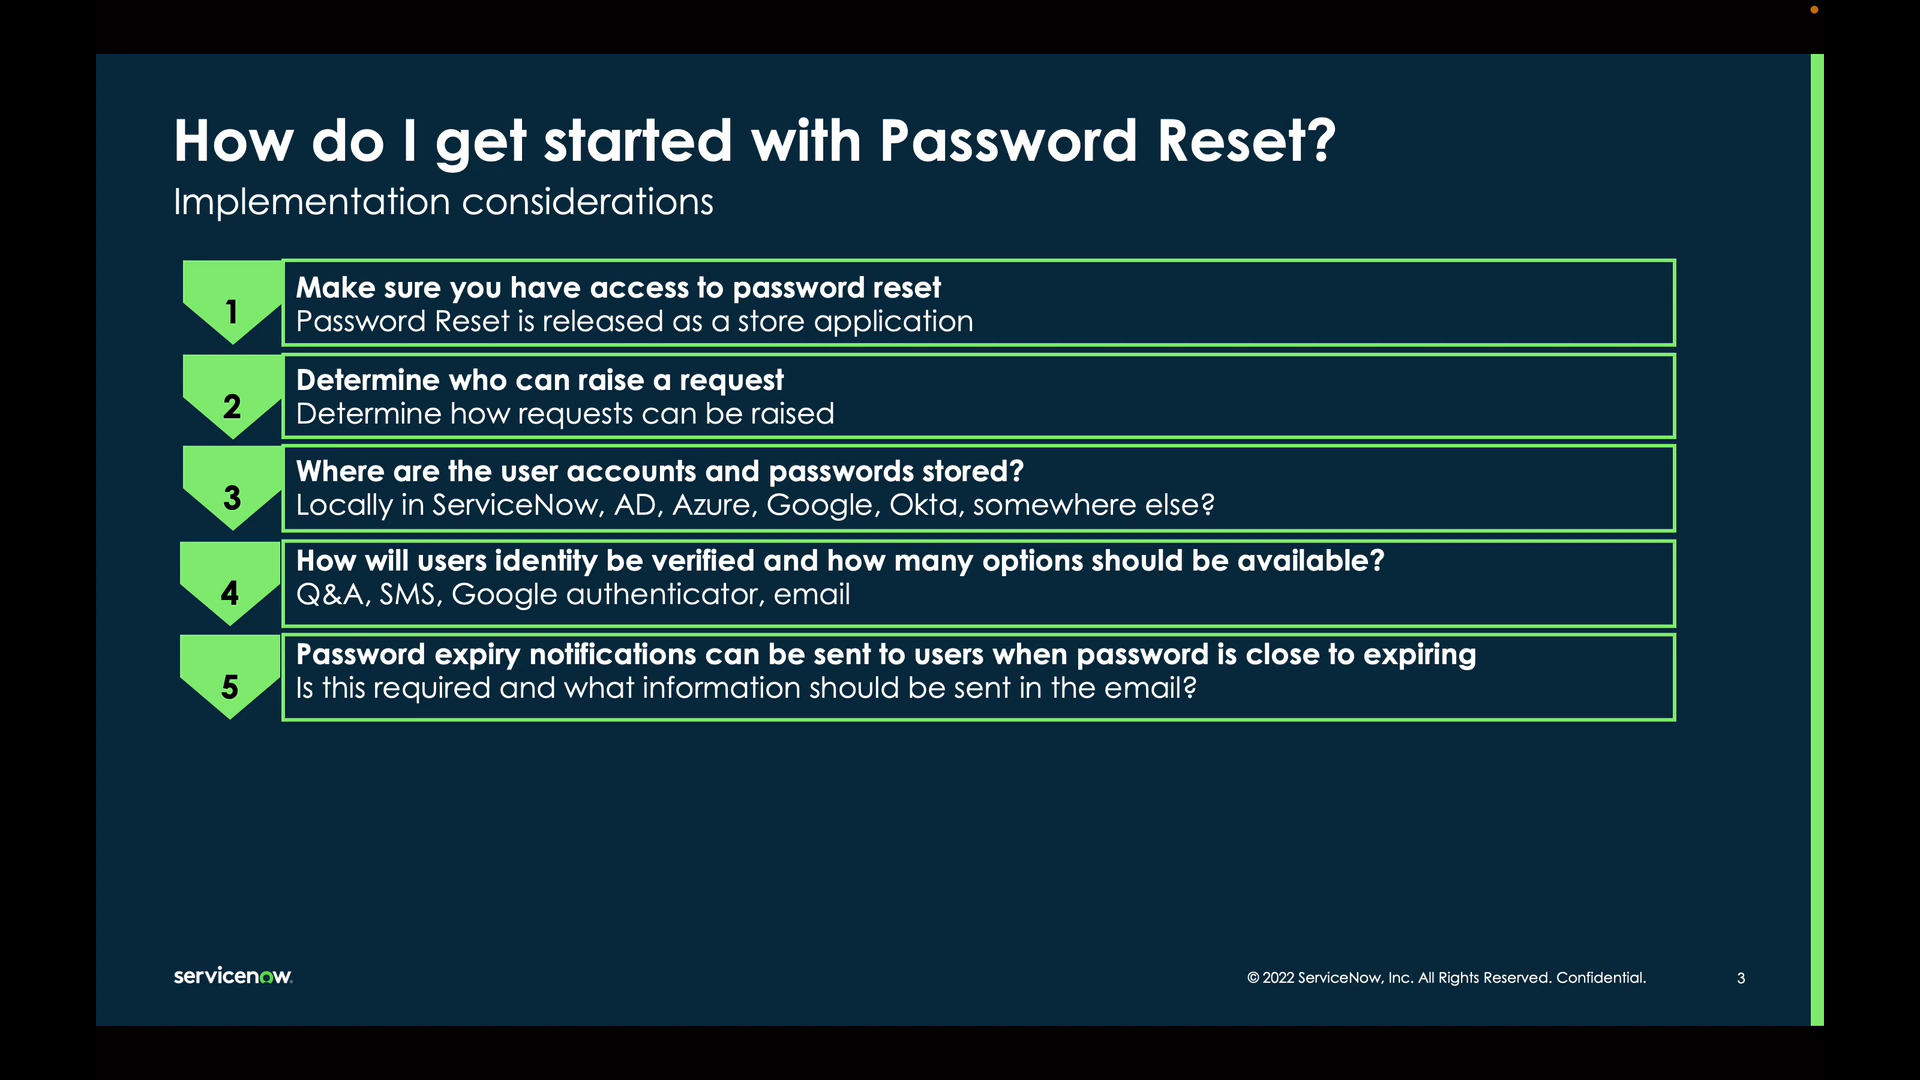 How do I get started with Password Reset?
Implementation considerations
1
Make sure you have access to password reset
Password Reset is released as a store application
2
Determine who can raise a request
Determine how requests can be raised
3
Where are the user accounts and passwords stored?
Locally in ServiceNow, AD, Azure, Google, Okta, somewhere else?
4
How will users identity be verified and how many options should be available?
Q&A, SMS, Google authenticator, email
5
Password expiry notifications can be sent to users when password is close to expiring
Is this required and what information should be sent in the email?
servicenow
© 2022 ServiceNow, Inc. All Rights Reserved. Confidential.
3